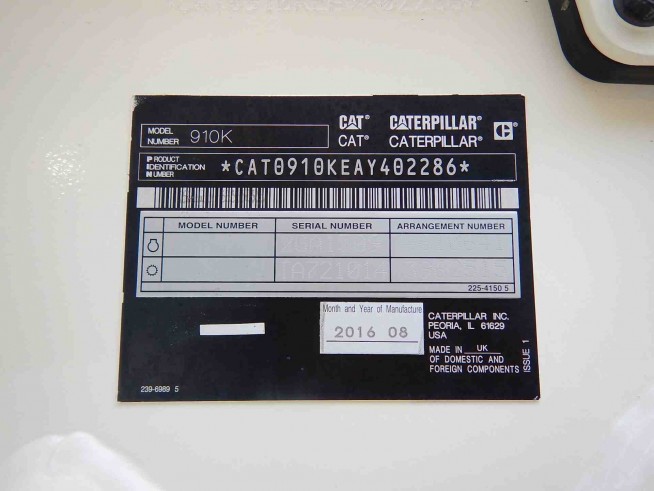 MODEL NUMBER 910K
CAT® CATERPILLAR®
CAT® CATERPILLAR®
PRODUCT IDENTIFICATION NUMBER *CAT0910KEAY402286*
MODEL NUMBER SERIAL NUMBER ARRANGEMENT NUMBER
225-4150 5
Month and Year of Manufacture
2016 08
CATERPILLAR INC.
PEORIA, IL 61629
USA
MADE IN UK
OF DOMESTIC AND
FOREIGN COMPONENTS
ISSUE 1
239-6989 5